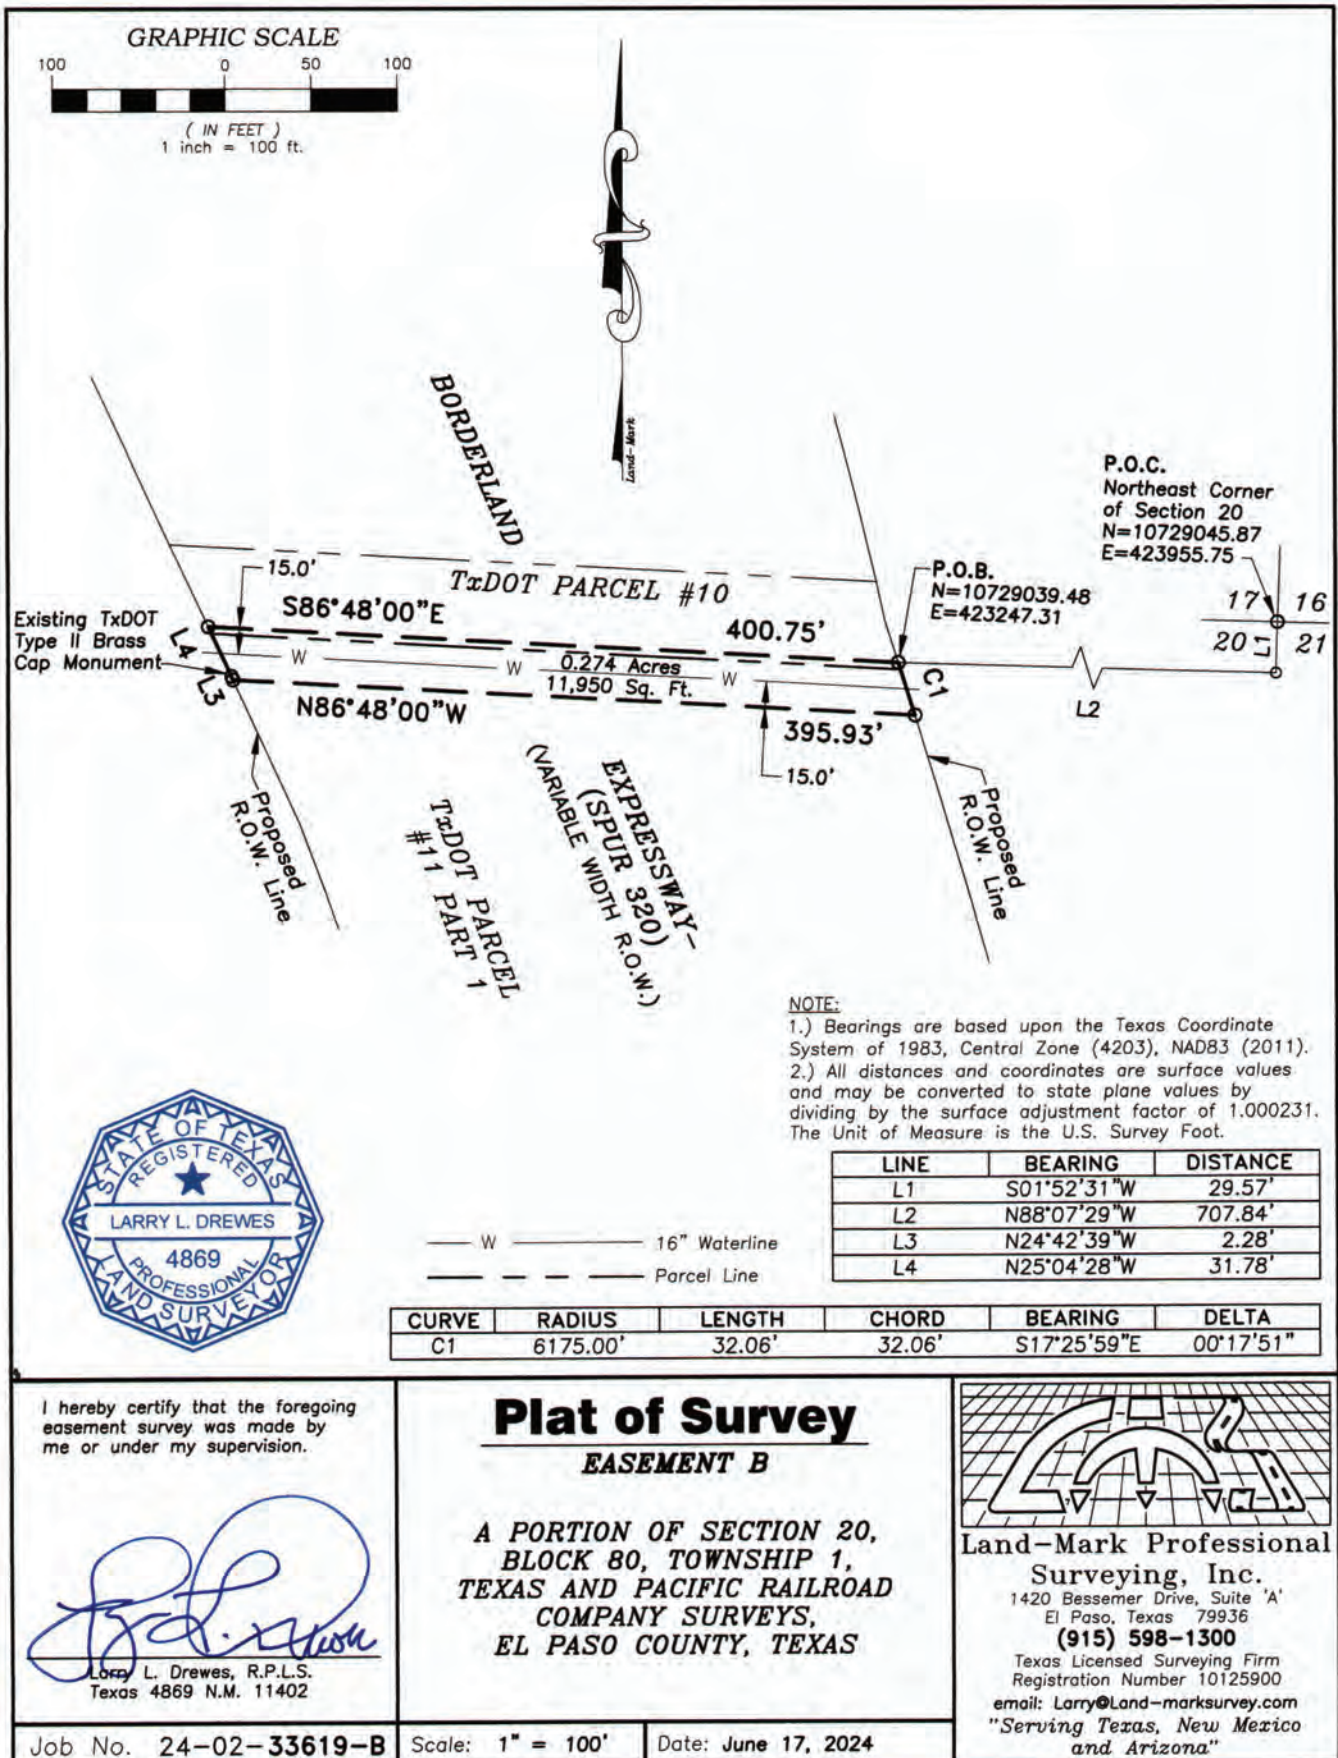 GRAPHIC SCALE
100 0 50 100
( IN FEET )
1 inch = 100 ft.
Land-Mark
BORDERLAND
P.O.C.
Northeast Corner
of Section 20
N=10729045.87
E=423955.75
17 16
20 21
L1
15.0'
TxDOT PARCEL #10
P.O.B.
N=10729039.48
E=423247.31
Existing TxDOT
Type II Brass
Cap Monument
L4
L3
S86°48'00"E 400.75'
W W W
0.274 Acres
11,950 Sq. Ft.
C1
L2
N86°48'00"W 395.93'
15.0'
Proposed
R.O.W. Line
TxDOT PARCEL
#11 PART 1
EXPRESSWAY-
(SPUR 320)
(VARIABLE WIDTH R.O.W.)
Proposed
R.O.W. Line
NOTE:
1.) Bearings are based upon the Texas Coordinate
System of 1983, Central Zone (4203), NAD83 (2011).
2.) All distances and coordinates are surface values
and may be converted to state plane values by
dividing by the surface adjustment factor of 1.000231.
The Unit of Measure is the U.S. Survey Foot.
STATE OF TEXAS
REGISTERED
LARRY L. DREWES
4869
PROFESSIONAL
LAND SURVEYOR
W 16" Waterline
Parcel Line
LINE BEARING DISTANCE
L1 S01°52'31"W 29.57'
L2 N88°07'29"W 707.84'
L3 N24°42'39"W 2.28'
L4 N25°04'28"W 31.78'
CURVE RADIUS LENGTH CHORD BEARING DELTA
C1 6175.00' 32.06' 32.06' S17°25'59"E 00°17'51"
I hereby certify that the foregoing
easement survey was made by
me or under my supervision.
Larry L. Drewes, R.P.L.S.
Texas 4869 N.M. 11402
Job No. 24-02-33619-B
Plat of Survey
EASEMENT B
A PORTION OF SECTION 20,
BLOCK 80, TOWNSHIP 1,
TEXAS AND PACIFIC RAILROAD
COMPANY SURVEYS,
EL PASO COUNTY, TEXAS
Scale: 1" = 100'
Date: June 17, 2024
Land-Mark Professional
Surveying, Inc.
1420 Bessemer Drive, Suite 'A'
El Paso, Texas 79936
(915) 598-1300
Texas Licensed Surveying Firm
Registration Number 10125900
email: Larry@Land-marksurvey.com
"Serving Texas, New Mexico
and Arizona"